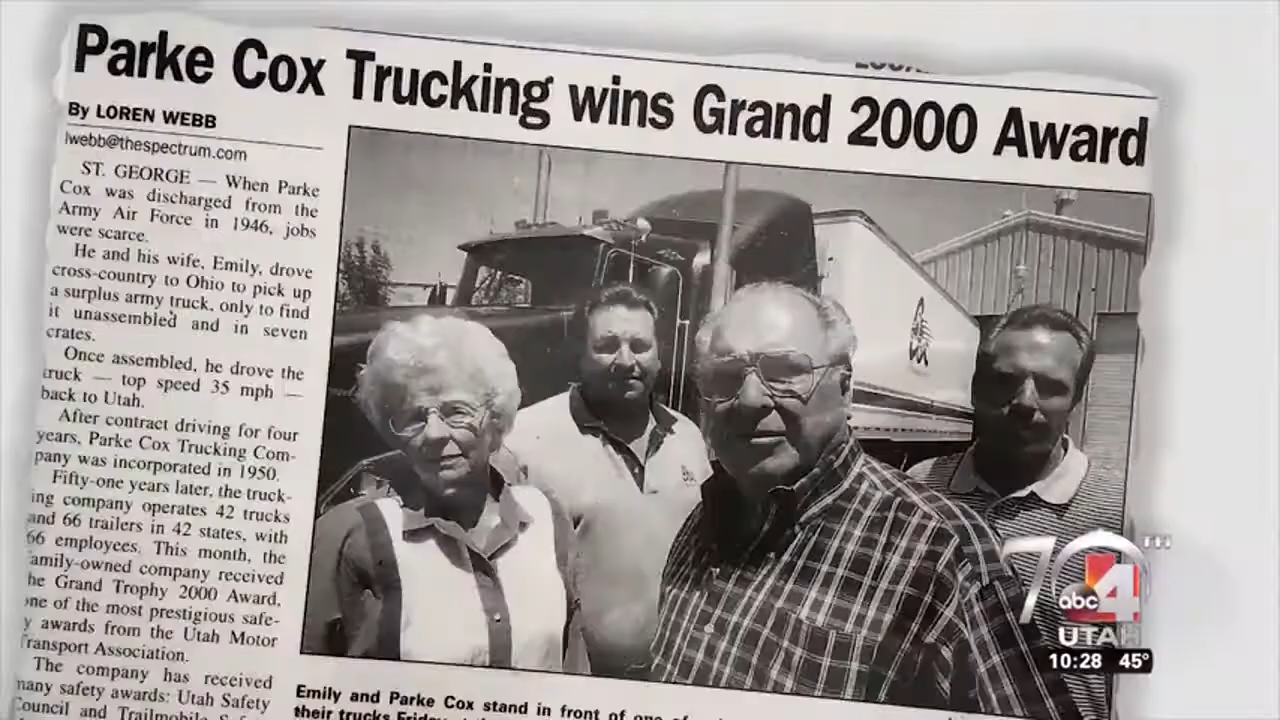 Parke Cox Trucking wins Grand 2000 Award
By LOREN WEBB
lwebb@thespectrum.com
ST. GEORGE — When Parke
Cox was discharged from the
Army Air Force in 1946, jobs
were scarce.
He and his wife, Emily, drove
cross-country to Ohio to pick up
a surplus army truck, only to find
it unassembled and in seven
crates.
Once assembled, he drove the
truck — top speed 35 mph —
back to Utah.
After contract driving for four
years, Parke Cox Trucking Com-
pany was incorporated in 1950.
Fifty-one years later, the truck-
ing company operates 42 trucks
and 66 trailers in 42 states, with
66 employees. This month, the
family-owned company received
the Grand Trophy 2000 Award,
one of the most prestigious safe-
y awards from the Utah Motor
Transport Association.
The company has received
many safety awards: Utah Safety
Council and Trailmobile
Emily and Parke Cox stand in front of one of
their trucks Friday
70TH
abc 4
UTAH
10:28 45°